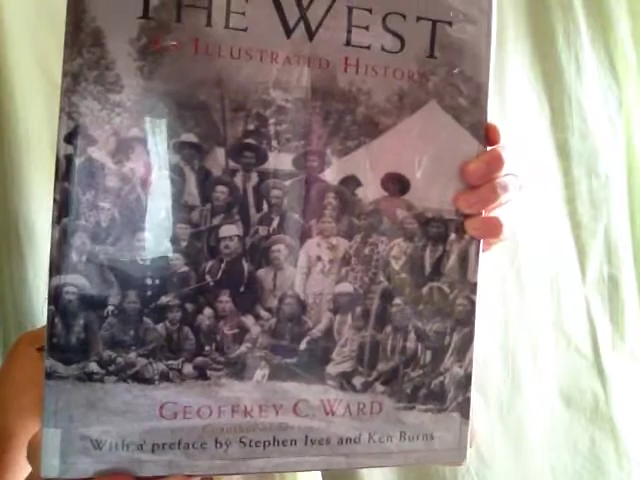 THE WEST
AN ILLUSTRATED HISTORY
GEOFFREY C. WARD
With a preface by Stephen Ives and Ken Burns